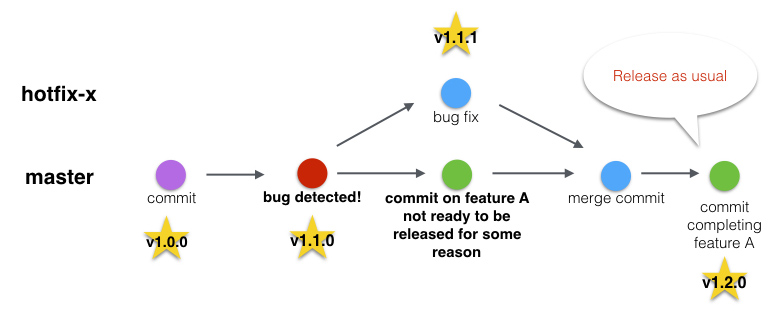 v1.1.1
Release as usual
hotfix-x
bug fix
master
commit
bug detected!
commit on feature A
not ready to be
released for some
reason
merge commit
commit
completing
feature A
v1.0.0
v1.1.0
v1.2.0